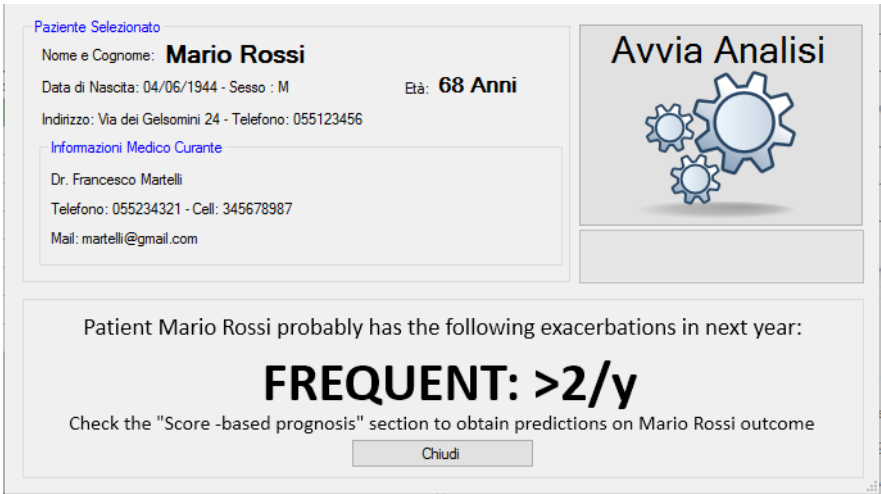 Paziente Selezionato
Nome e Cognome: Mario Rossi
Data di Nascita: 04/06/1944 - Sesso : M Età: 68 Anni
Indirizzo: Via dei Gelsomini 24 - Telefono: 055123456
Informazioni Medico Curante
Dr. Francesco Martelli
Telefono: 055234321 - Cell: 345678987
Mail: martelli@gmail.com
Avvia Analisi
Patient Mario Rossi probably has the following exacerbations in next year:
FREQUENT: >2/y
Check the "Score -based prognosis" section to obtain predictions on Mario Rossi outcome
Chiudi